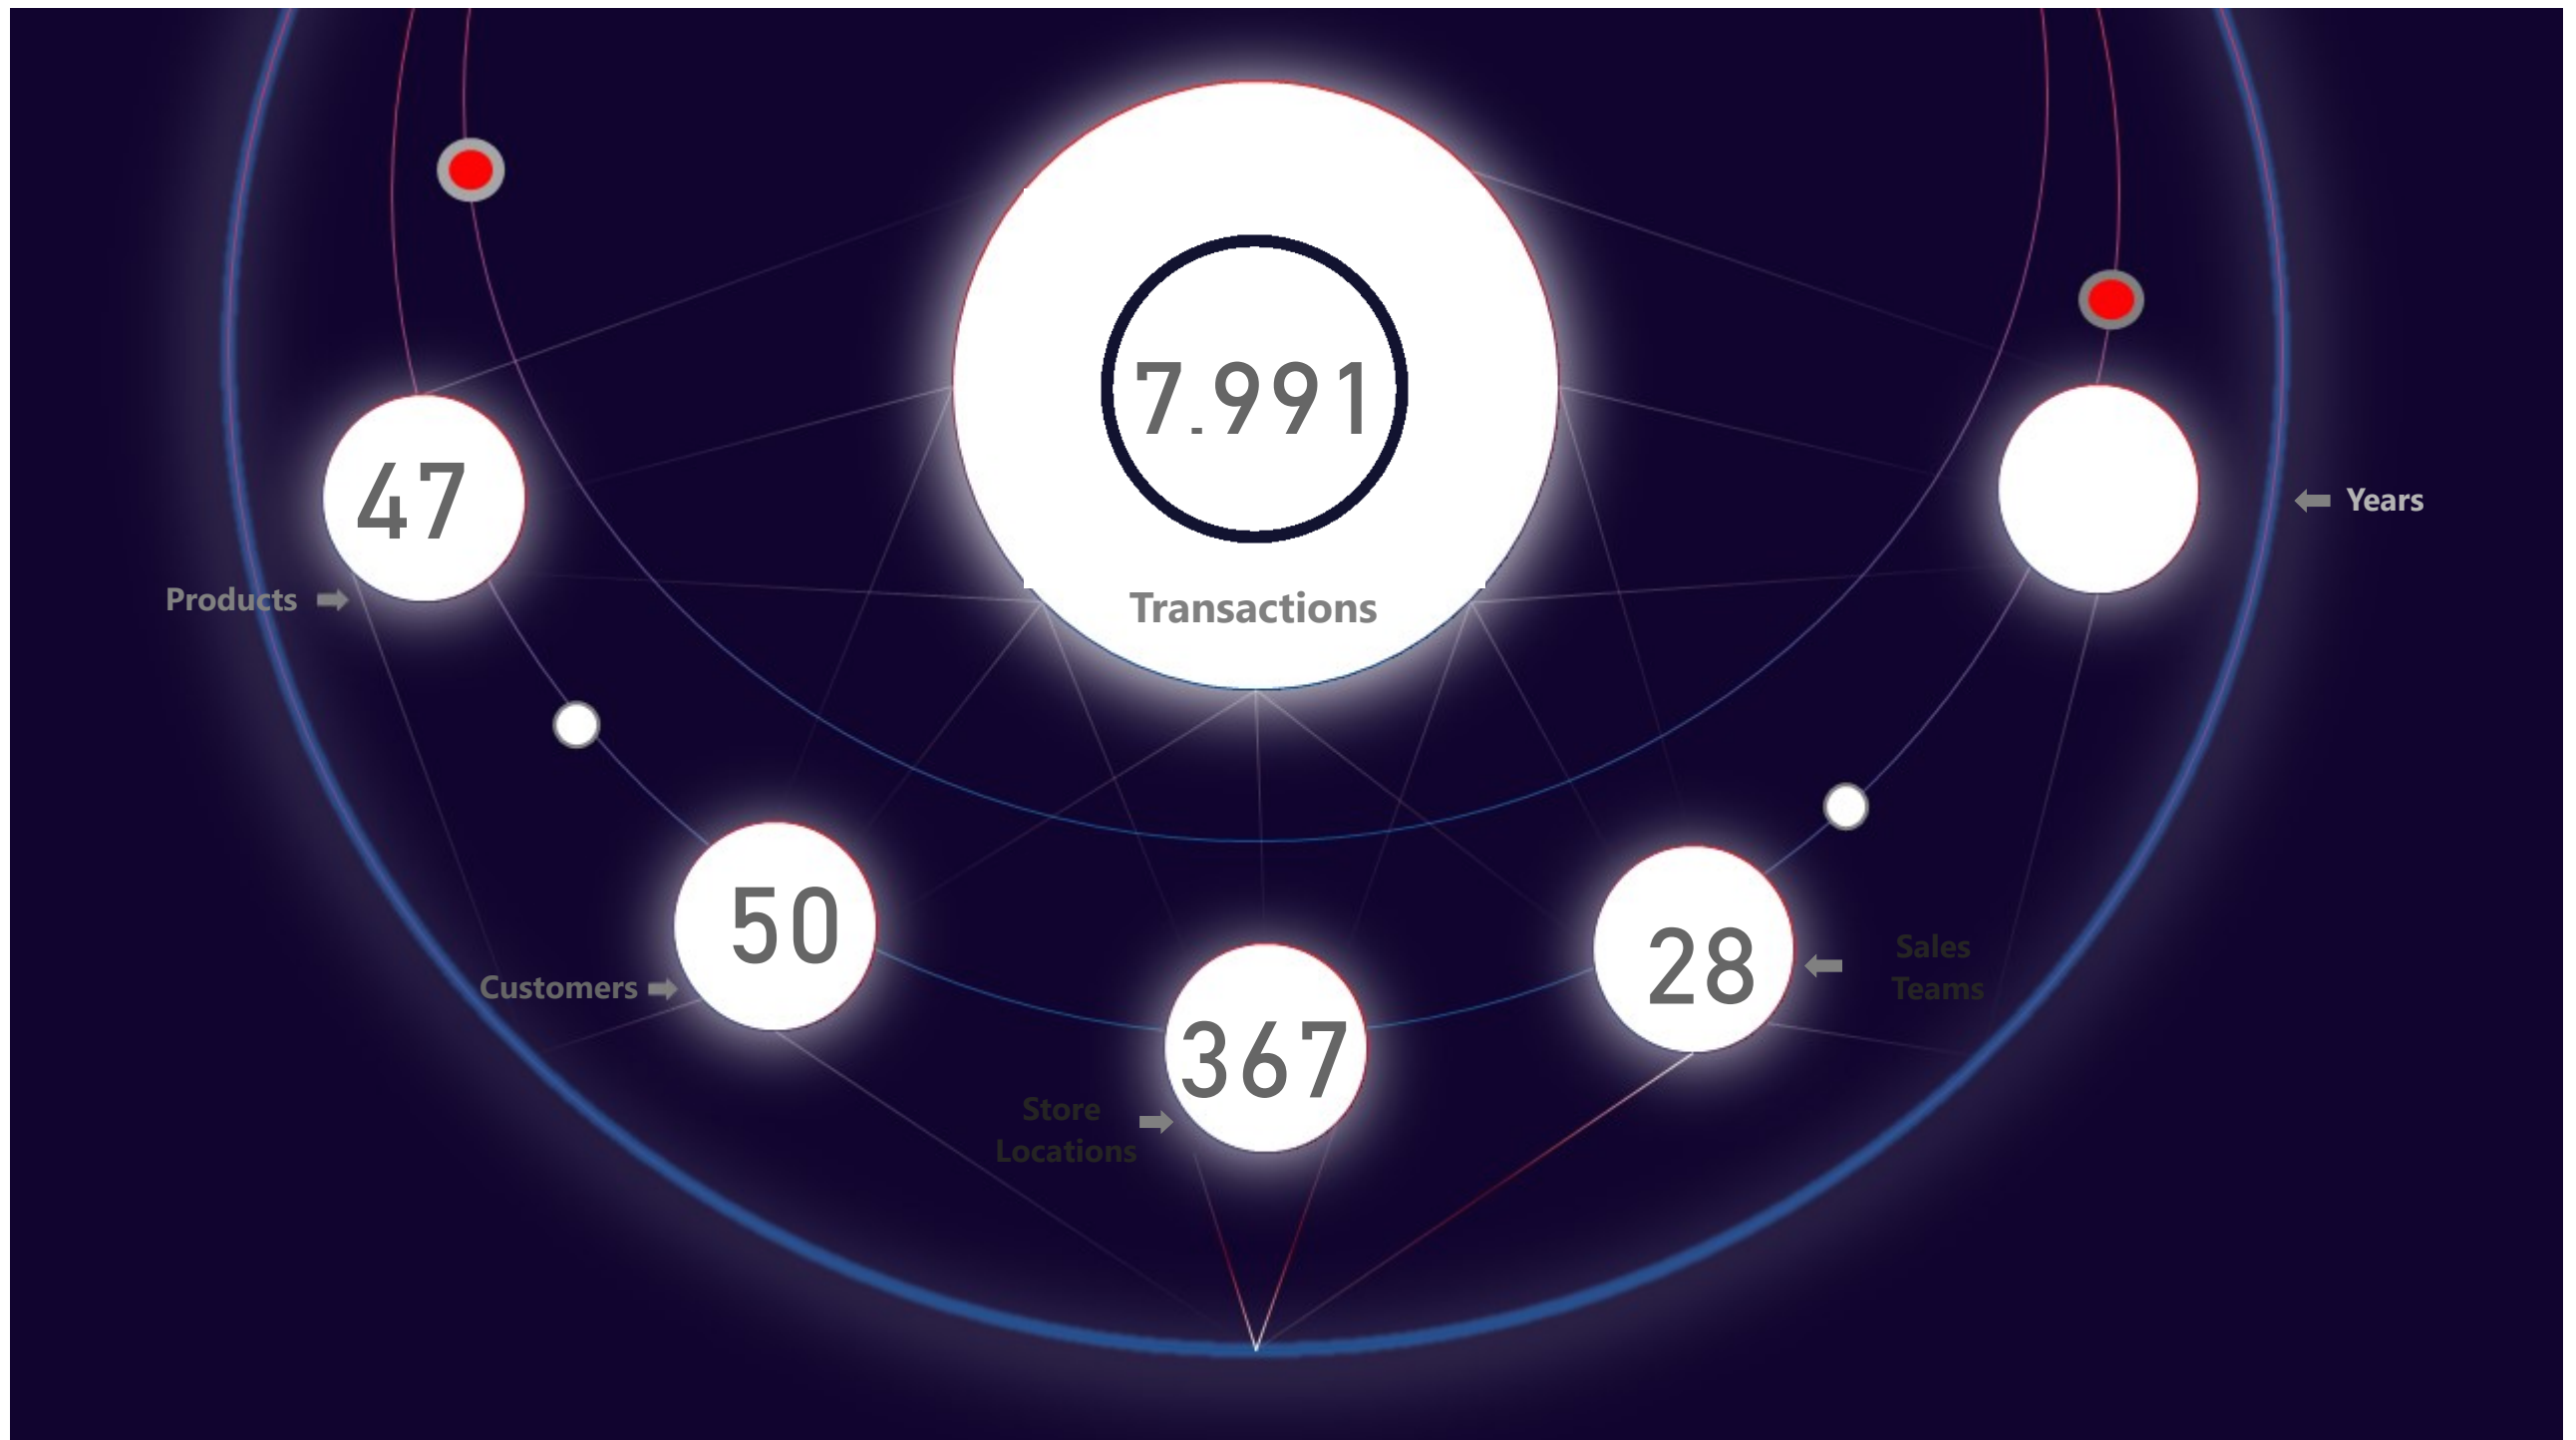 7.991
Transactions
47
Products
Years
50
Customers
28
Sales
Teams
367
Store
Locations